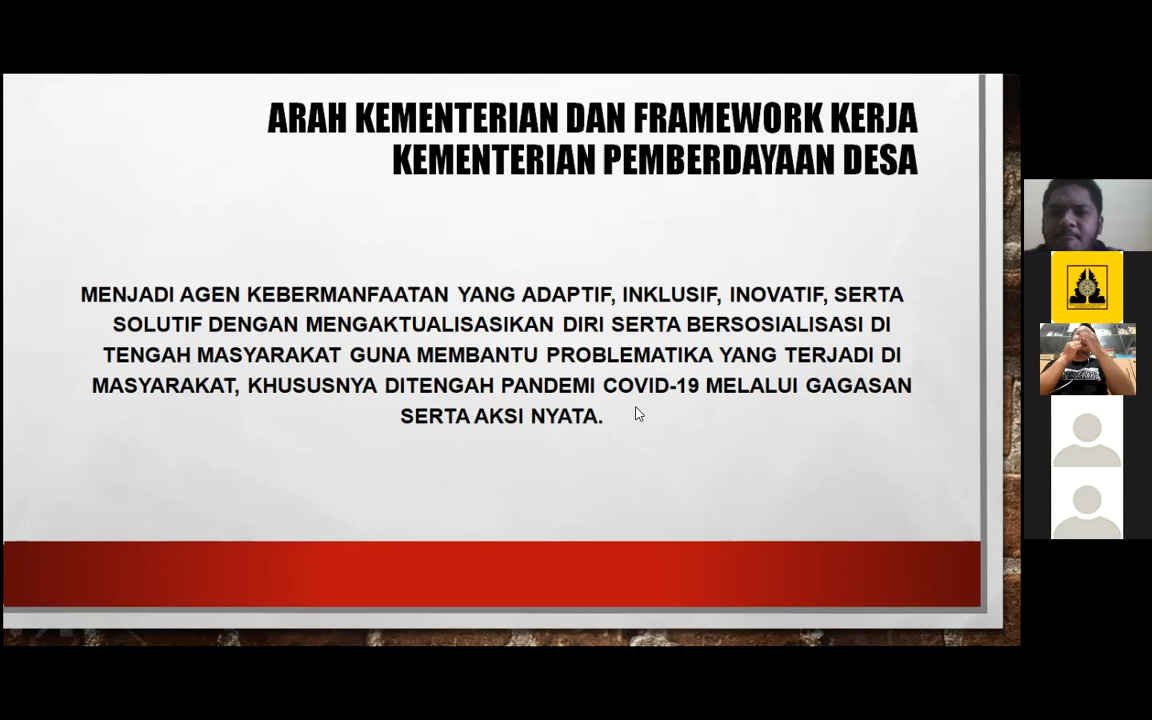 ARAH KEMENTERIAN DAN FRAMEWORK KERJA
KEMENTERIAN PEMBERDAYAAN DESA
MENJADI AGEN KEBERMANFAATAN YANG ADAPTIF, INKLUSIF, INOVATIF, SERTA
SOLUTIF DENGAN MENGAKTUALISASIKAN DIRI SERTA BERSOSIALISASI DI
TENGAH MASYARAKAT GUNA MEMBANTU PROBLEMATIKA YANG TERJADI DI
MASYARAKAT, KHUSUSNYA DITENGAH PANDEMI COVID-19 MELALUI GAGASAN
SERTA AKSI NYATA.